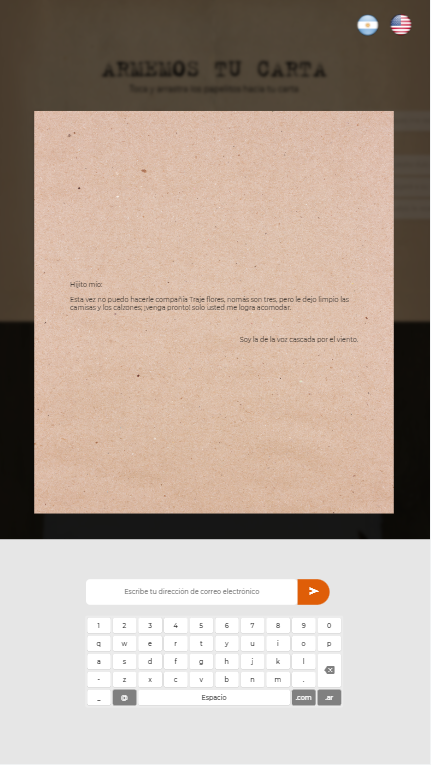 ARMEMOS TU CARTA
Toca y arrastra los papelitos hacia tu carta
Hijito mio:
Esta vez no puedo hacerle compañía Traje flores, nomás son tres, pero le dejo limpio las
camisas y los calzones; ¡venga pronto! solo usted me logra acomodar.
Soy la de la voz cascada por el viento.
Escribe tu dirección de correo electrónico
1 2 3 4 5 6 7 8 9 0
q w e r t y u i o p
a s d f g h j k l
- z x c v b n m .
_ @ Espacio .com .ar